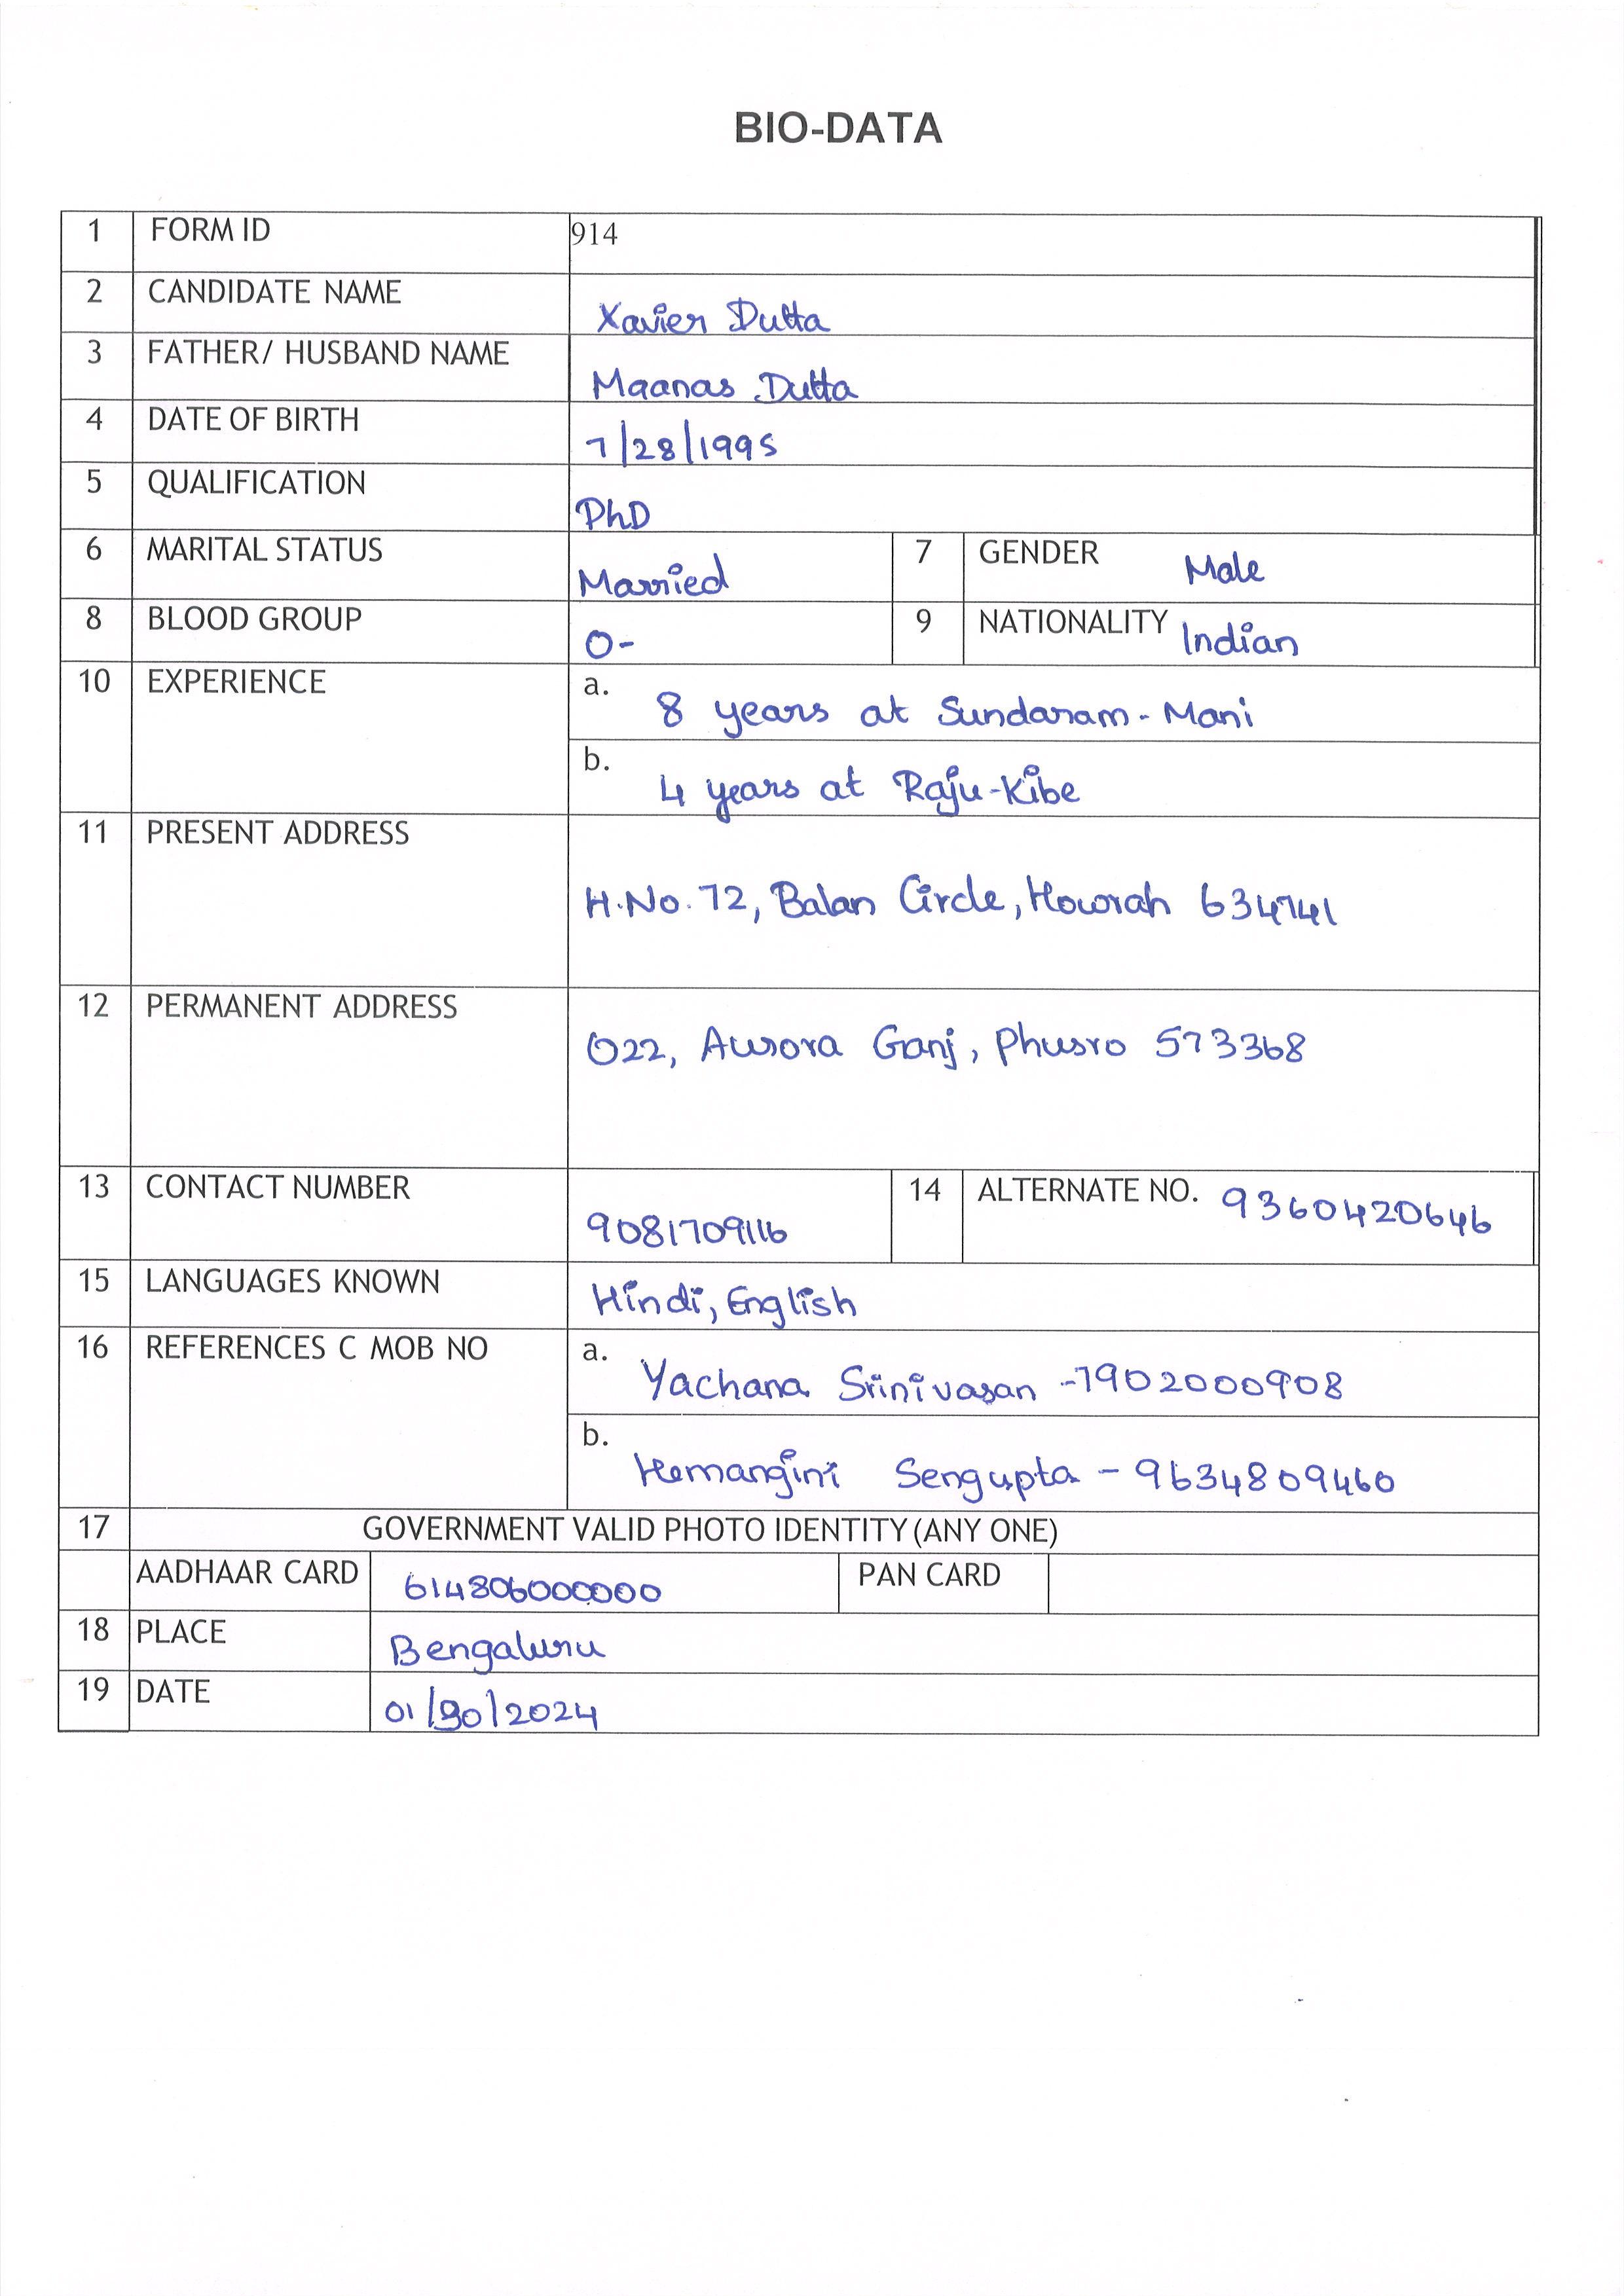 BIO-DATA
1 FORM ID 914
2 CANDIDATE NAME Xavier Dutta
3 FATHER/ HUSBAND NAME Maanas Dutta
4 DATE OF BIRTH 7/28/1995
5 QUALIFICATION PhD
6 MARITAL STATUS Married 7 GENDER Male
8 BLOOD GROUP O- 9 NATIONALITY Indian
10 EXPERIENCE a. 8 years at Sundaram-Mani
b. 4 years at Raju-Kibe
11 PRESENT ADDRESS
H.No. 72, Balan Circle, Howrah 634741
12 PERMANENT ADDRESS
022, Aurora Ganj, Phusro 573368
13 CONTACT NUMBER 9081709116 14 ALTERNATE NO. 9360420646
15 LANGUAGES KNOWN Hindi, English
16 REFERENCES C MOB NO a. Yachana Srinivasan -7902000908
b. Hemangini Sengupta - 9634809460
17 GOVERNMENT VALID PHOTO IDENTITY (ANY ONE)
AADHAAR CARD 614806000000 PAN CARD
18 PLACE Bengaluru
19 DATE 01/30/2024